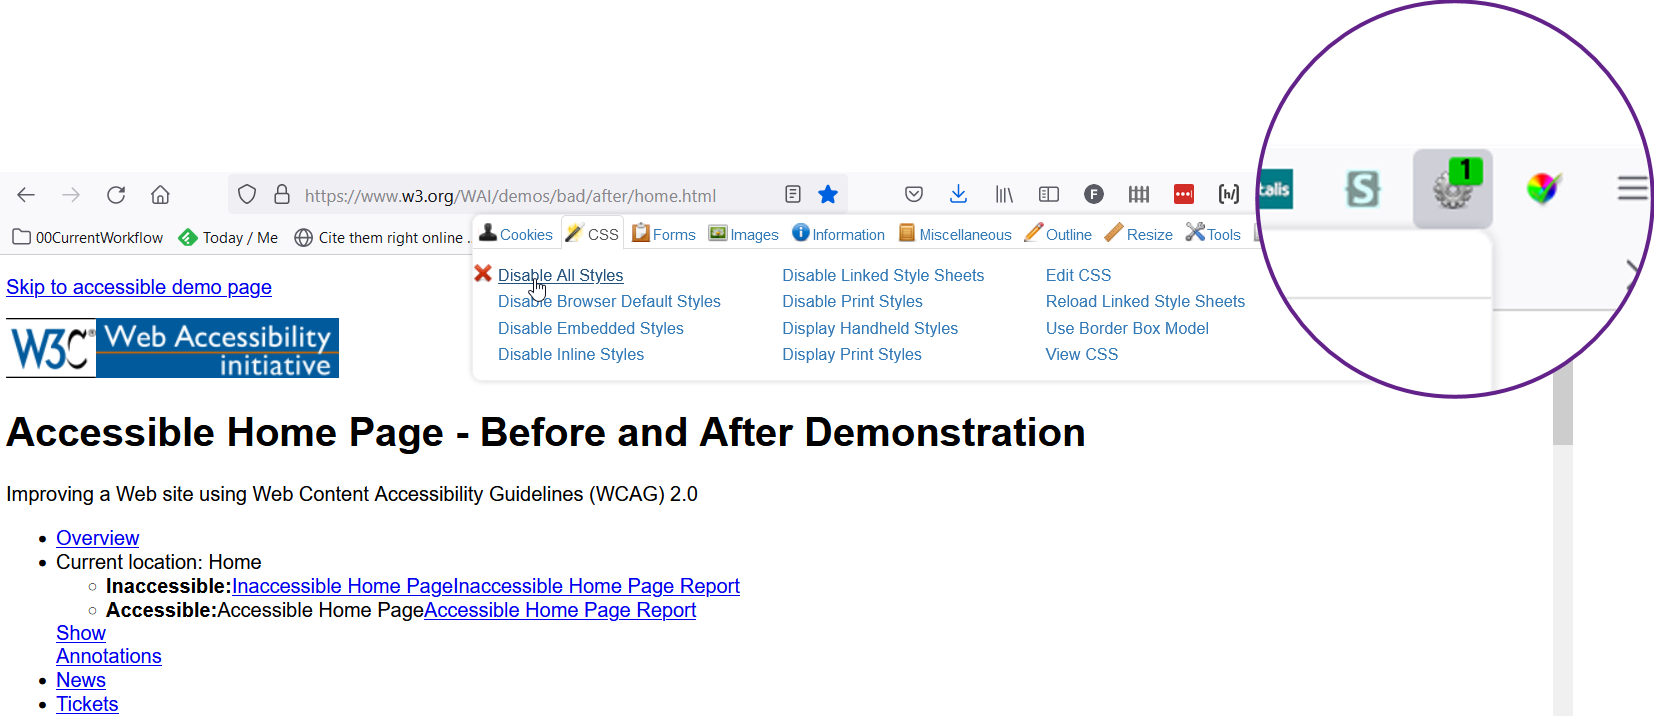 talis
S
1
https://www.w3.org/WAI/demos/bad/after/home.html
F
[h/]
00CurrentWorkflow Today / Me Cite them right online .
Cookies CSS Forms Images Information Miscellaneous Outline Resize Tools
Disable All Styles Disable Linked Style Sheets Edit CSS
Disable Browser Default Styles Disable Print Styles Reload Linked Style Sheets
Disable Embedded Styles Display Handheld Styles Use Border Box Model
Disable Inline Styles Display Print Styles View CSS
Skip to accessible demo page
W3C® Web Accessibility
initiative
Accessible Home Page - Before and After Demonstration
Improving a Web site using Web Content Accessibility Guidelines (WCAG) 2.0
Overview
Current location: Home
Inaccessible:Inaccessible Home PageInaccessible Home Page Report
Accessible:Accessible Home PageAccessible Home Page Report
Show
Annotations
News
Tickets